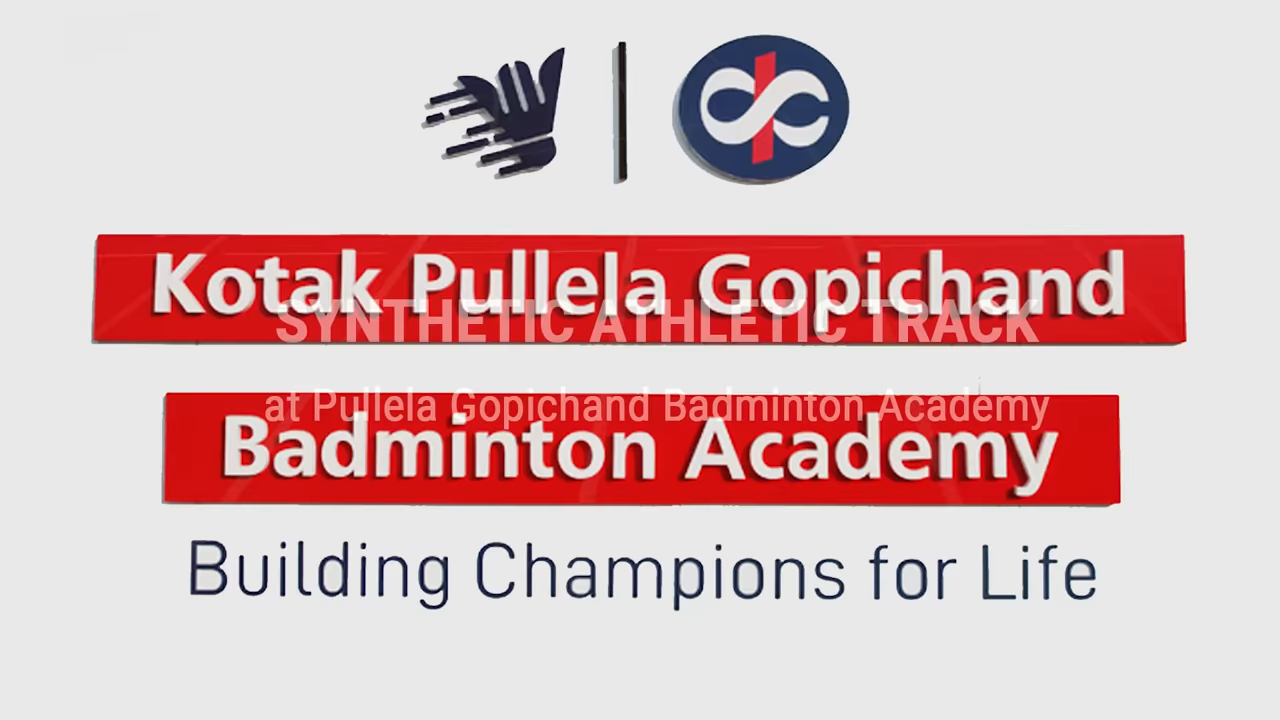 Kotak Pullela Gopichand
SYNTHETIC ATHLETIC TRACK
at Pullela Gopichand Badminton Academy
Badminton Academy
Building Champions for Life